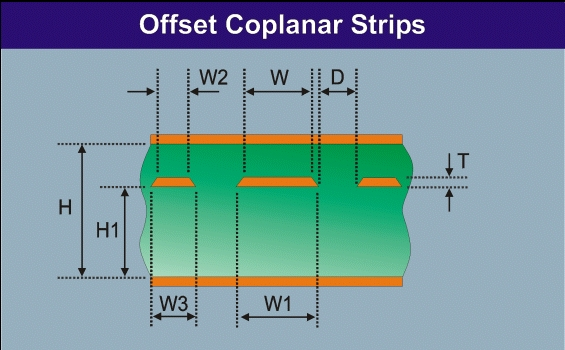 Offset Coplanar Strips
W2 W D
T
H
H1
W3 W1